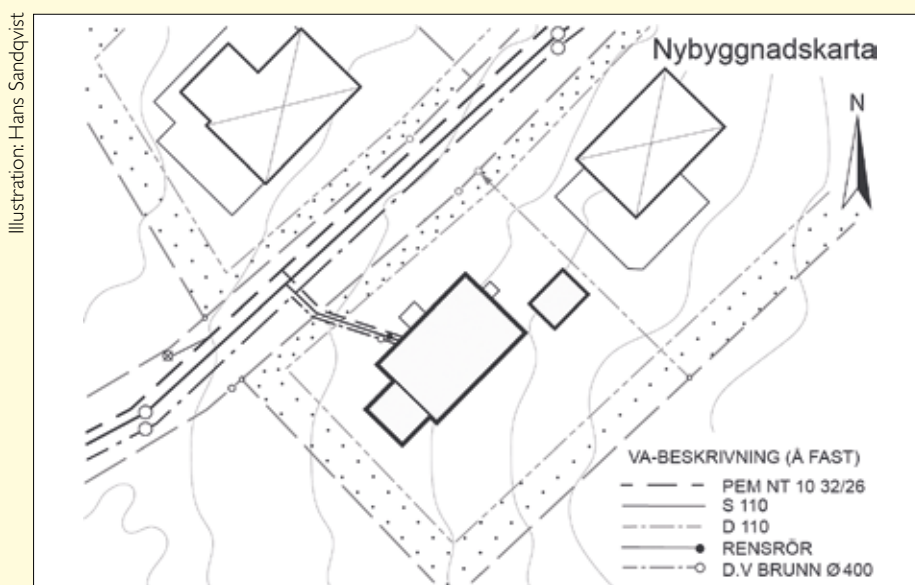 Illustration: Hans Sandqvist
Nybyggnadskarta
N
VA-BESKRIVNING (Å FAST)
PEM NT 10 32/26
S 110
D 110
RENSRÖR
D.V BRUNN Ø 400